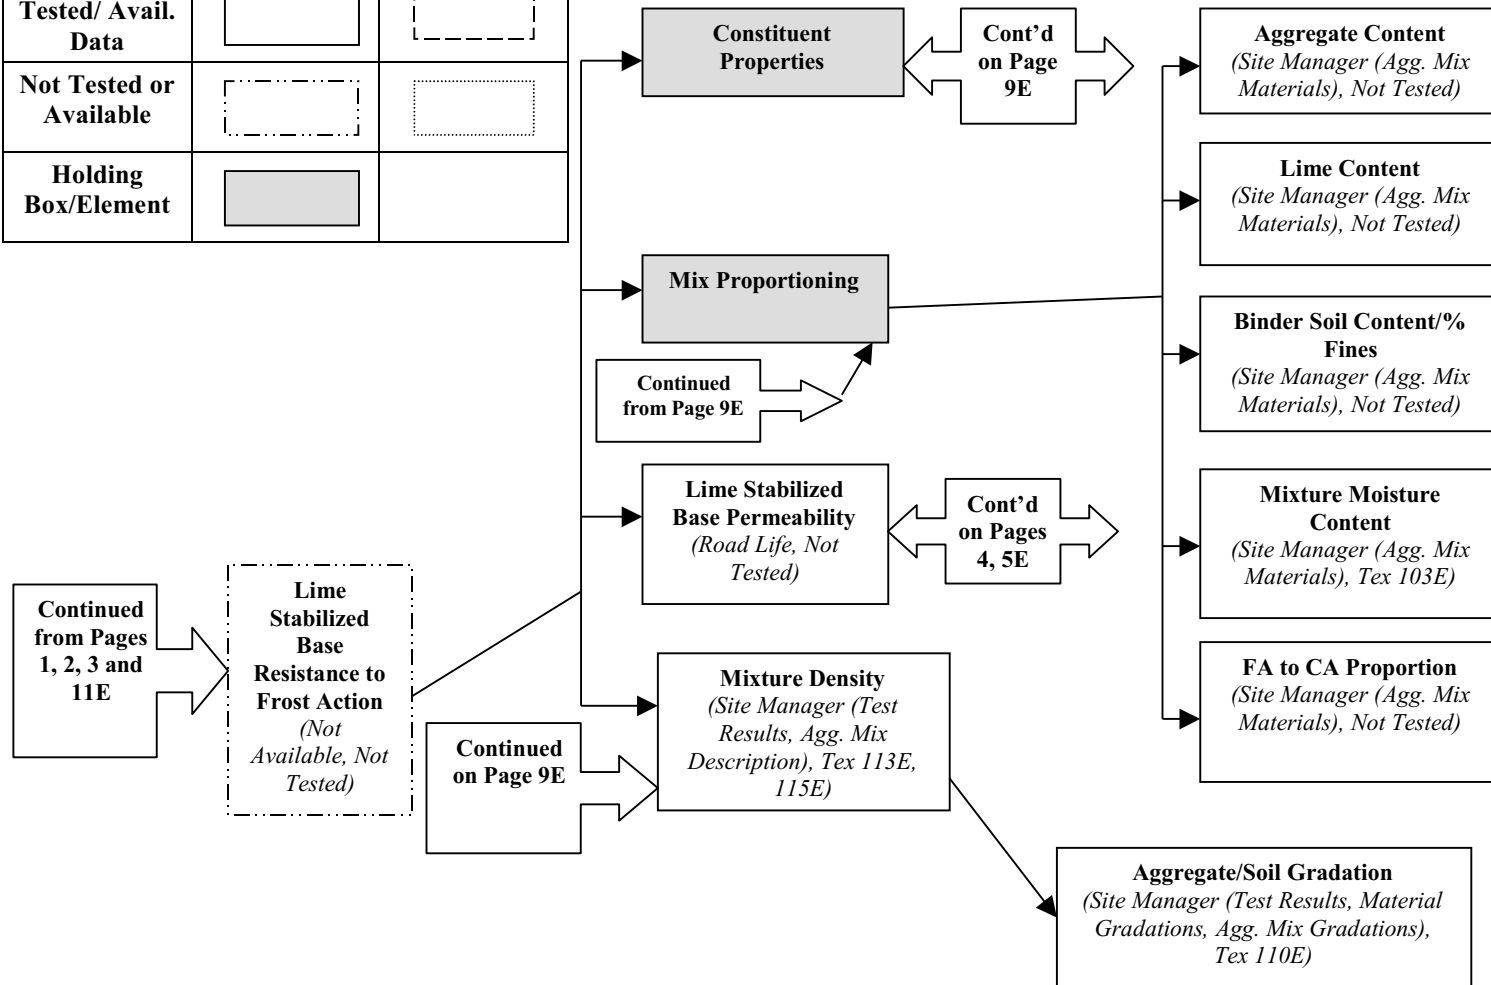 Tested/ Avail.
Data
Not Tested or
Available
Holding
Box/Element
Constituent
Properties
Cont’d
on Page
9E
Aggregate Content
(Site Manager (Agg. Mix
Materials), Not Tested)
Lime Content
(Site Manager (Agg. Mix
Materials), Not Tested)
Mix Proportioning
Binder Soil Content/%
Fines
(Site Manager (Agg. Mix
Materials), Not Tested)
Continued
from Page 9E
Lime Stabilized
Base Permeability
(Road Life, Not
Tested)
Cont’d
on Pages
4, 5E
Mixture Moisture
Content
(Site Manager (Agg. Mix
Materials), Tex 103E)
Continued
from Pages
1, 2, 3 and
11E
Lime
Stabilized
Base
Resistance to
Frost Action
(Not
Available, Not
Tested)
Continued
on Page 9E
Mixture Density
(Site Manager (Test
Results, Agg. Mix
Description), Tex 113E,
115E)
FA to CA Proportion
(Site Manager (Agg. Mix
Materials), Not Tested)
Aggregate/Soil Gradation
(Site Manager (Test Results, Material
Gradations, Agg. Mix Gradations),
Tex 110E)